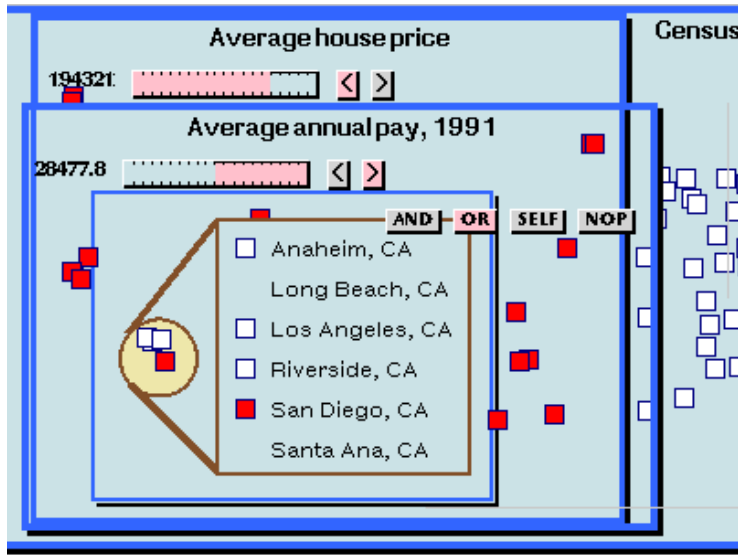 Average house price
Census
194321
< >
Average annual pay, 1991
28477.8
< >
AND OR SELF NOP
Anaheim, CA
Long Beach, CA
Los Angeles, CA
Riverside, CA
San Diego, CA
Santa Ana, CA